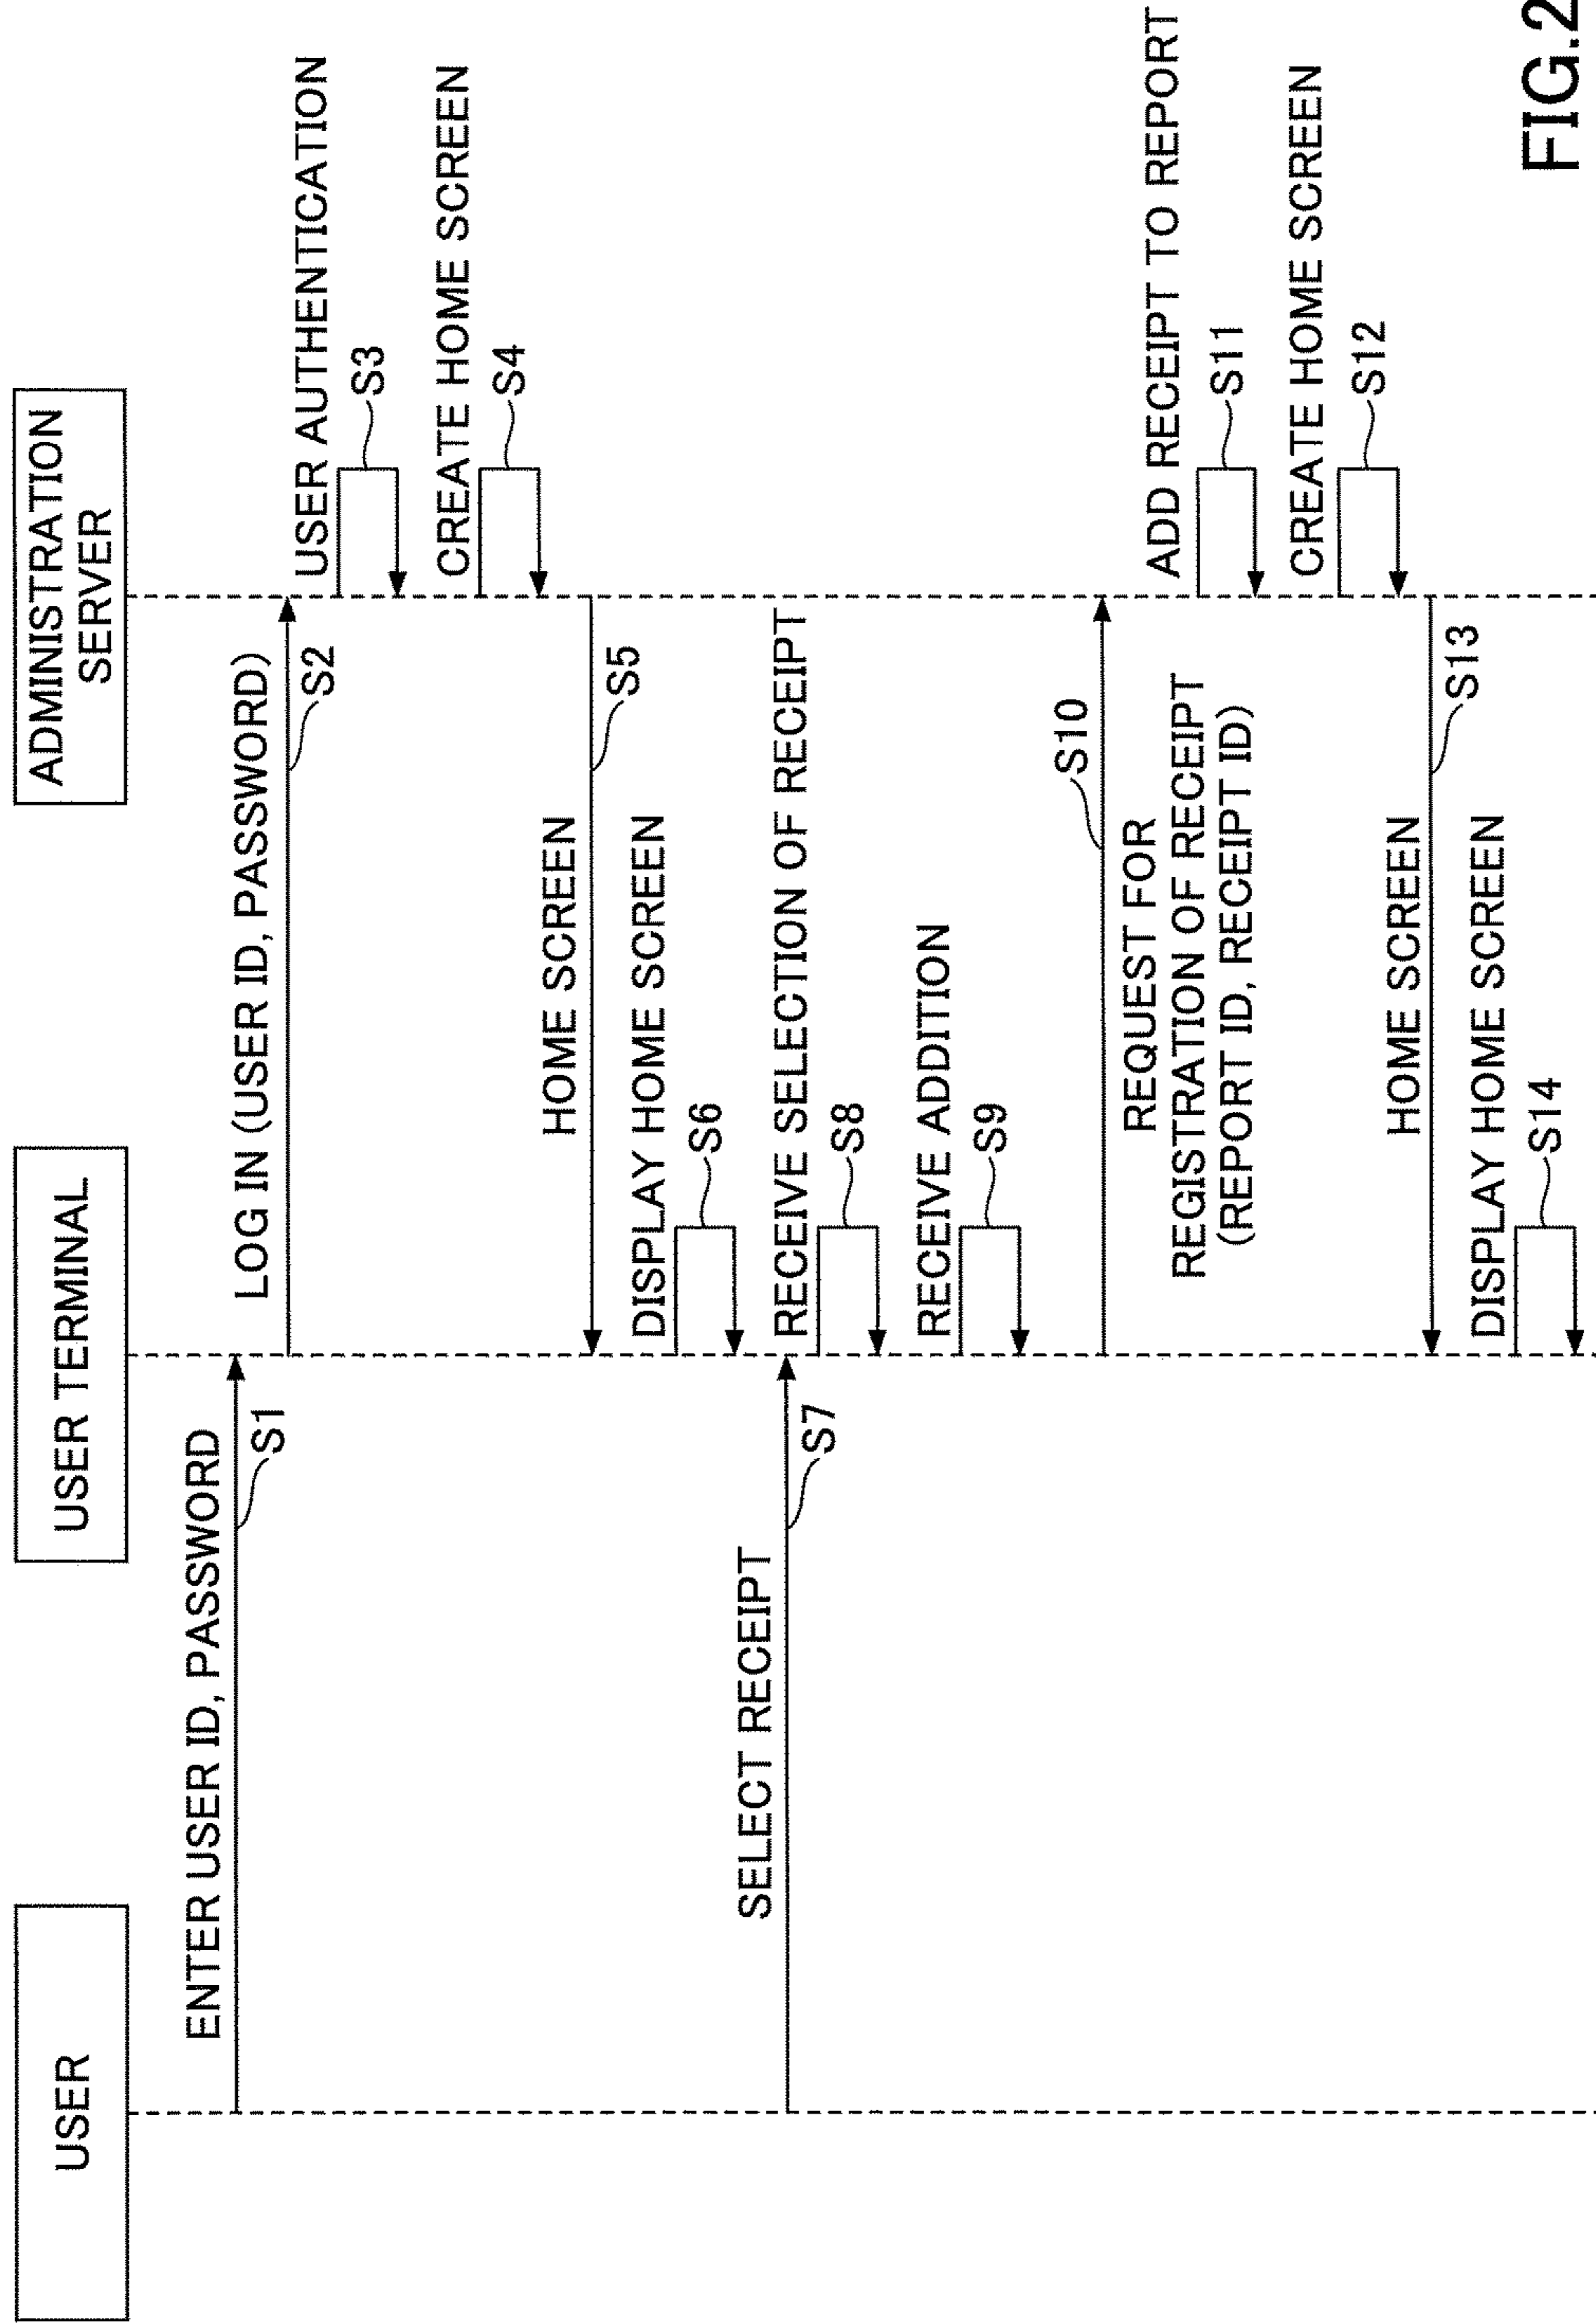 USER
USER TERMINAL
ADMINISTRATION
SERVER
ENTER USER ID, PASSWORD
S1
LOG IN (USER ID, PASSWORD)
S2
USER AUTHENTICATION
S3
CREATE HOME SCREEN
S4
HOME SCREEN
S5
DISPLAY HOME SCREEN
S6
SELECT RECEIPT
S7
RECEIVE SELECTION OF RECEIPT
S8
RECEIVE ADDITION
S9
S10
REQUEST FOR
REGISTRATION OF RECEIPT
(REPORT ID, RECEIPT ID)
ADD RECEIPT TO REPORT
S11
CREATE HOME SCREEN
S12
HOME SCREEN
S13
DISPLAY HOME SCREEN
S14
FIG.2